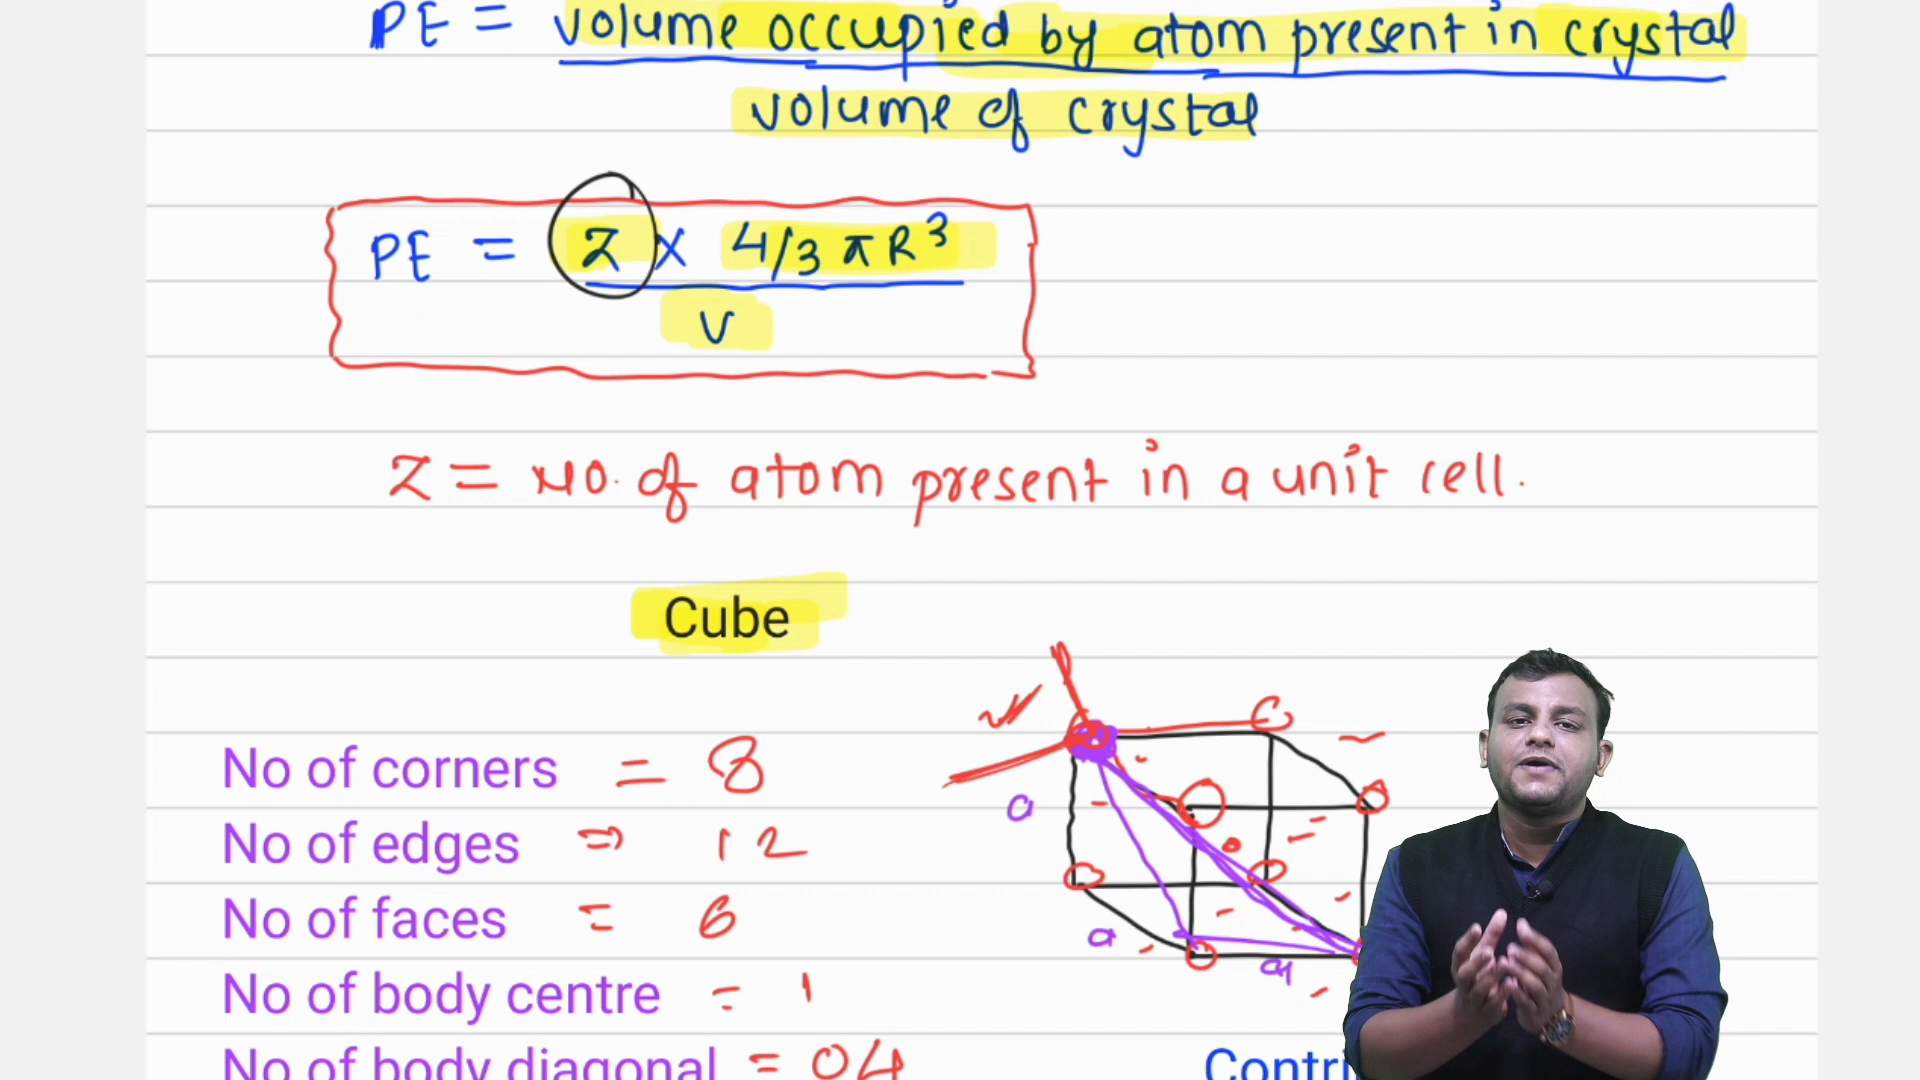 PE = volume occupied by atom present in crystal
volume of crystal
PE = Z × 4/3 π R³
V
Z = No. of atom present in a unit cell.
Cube
No of corners = 8
a
No of edges ⇒ 12
No of faces = 6
a
a
No of body centre = 1
No of body diagonal = 04
Contri